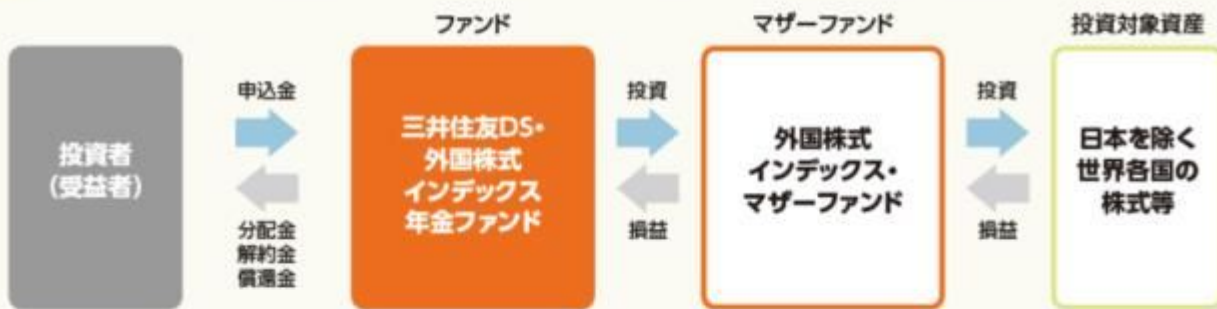 ファンド
マザーファンド
投資対象資産
投資者
(受益者)
申込金
分配金
解約金
償還金
三井住友DS・
外国株式
インデックス
年金ファンド
投資
損益
外国株式
インデックス・
マザーファンド
投資
損益
日本を除く
世界各国の
株式等